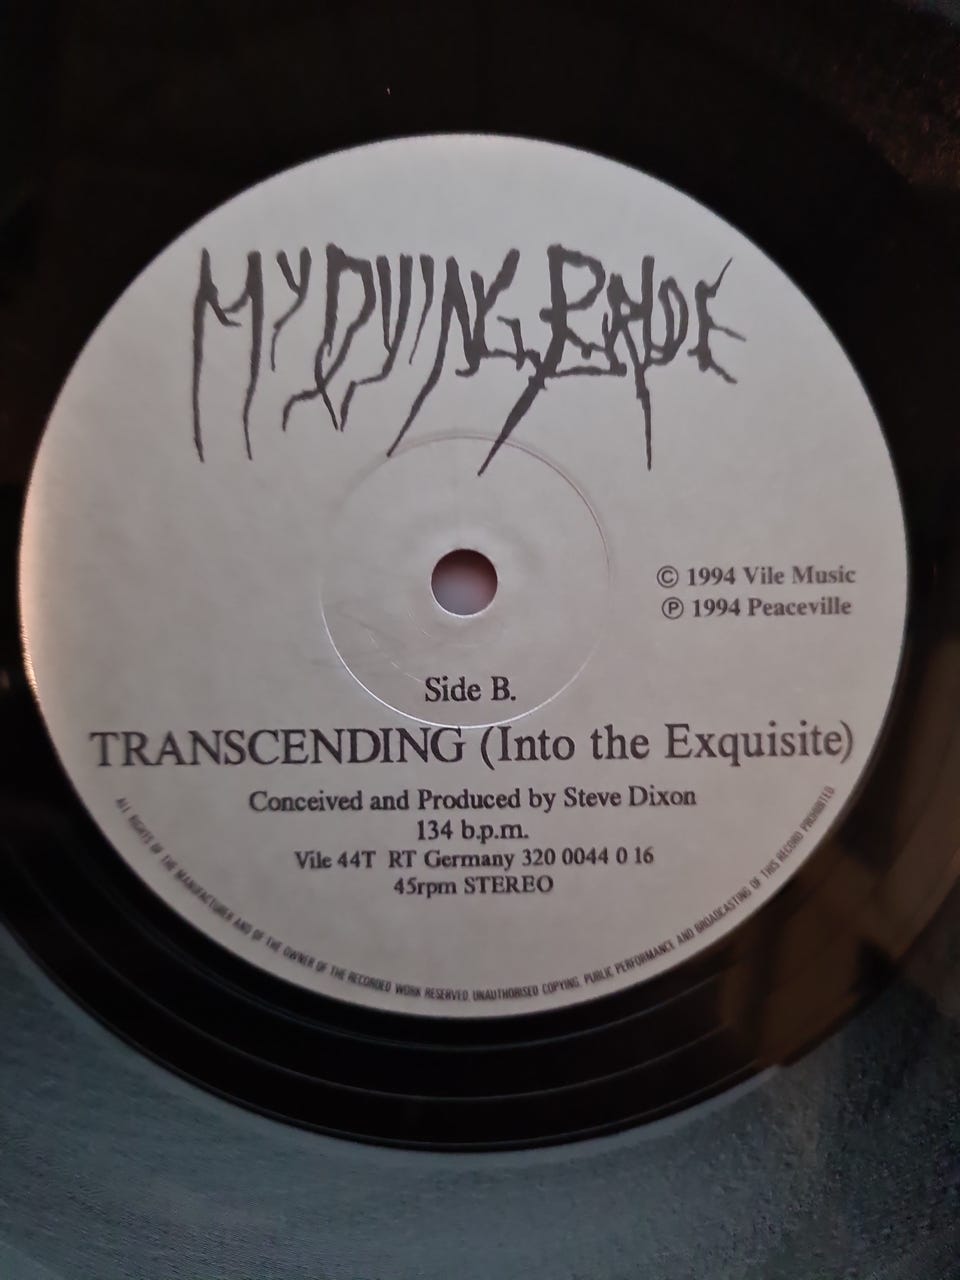 MY DYING BRIDE
© 1994 Vile Music
℗ 1994 Peaceville
Side B.
TRANSCENDING (Into the Exquisite)
Conceived and Produced by Steve Dixon
134 b.p.m.
Vile 44T RT Germany 320 0044 0 16
45rpm STEREO
ALL RIGHTS OF THE MANUFACTURER AND OF THE OWNER OF THE RECORDED WORK RESERVED. UNAUTHORISED COPYING, PUBLIC PERFORMANCE AND BROADCASTING OF THIS RECORD PROHIBITED